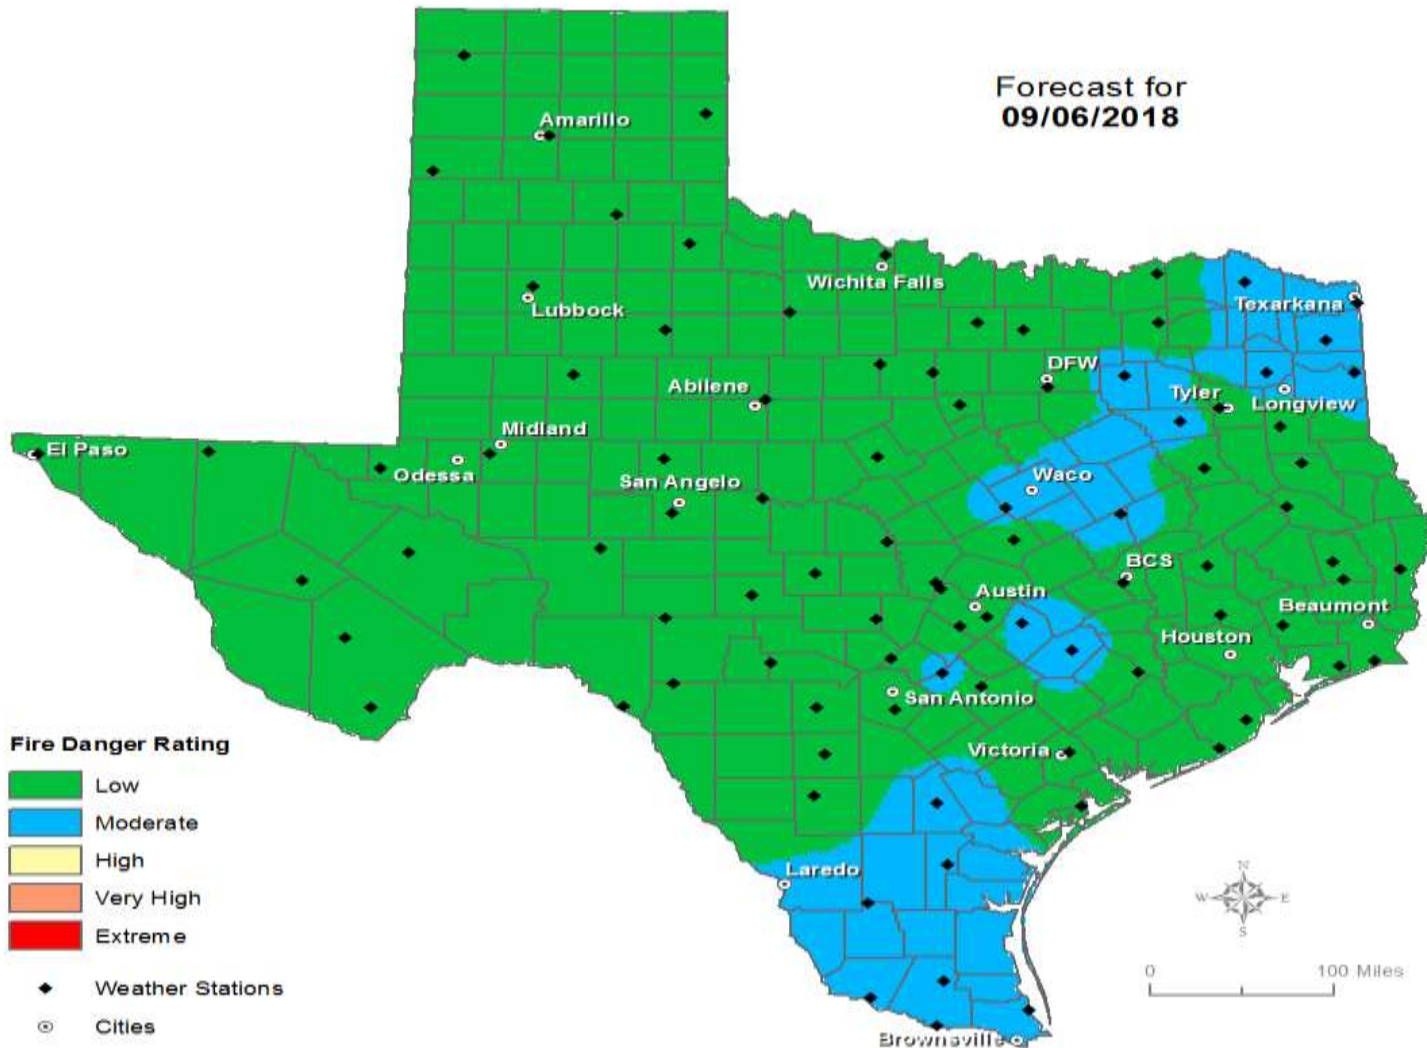 Forecast for
09/06/2018
Amarillo
Wichita Falls
Lubbock
Texarkana
DFW
Abilene
Tyler
Longview
Midland
El Paso
Odessa
San Angelo
Waco
BCS
Austin
Beaumont
Houston
San Antonio
Victoria
Laredo
Brownsville
Fire Danger Rating
Low
Moderate
High
Very High
Extreme
Weather Stations
Cities
N
W E
S
0 100 Miles